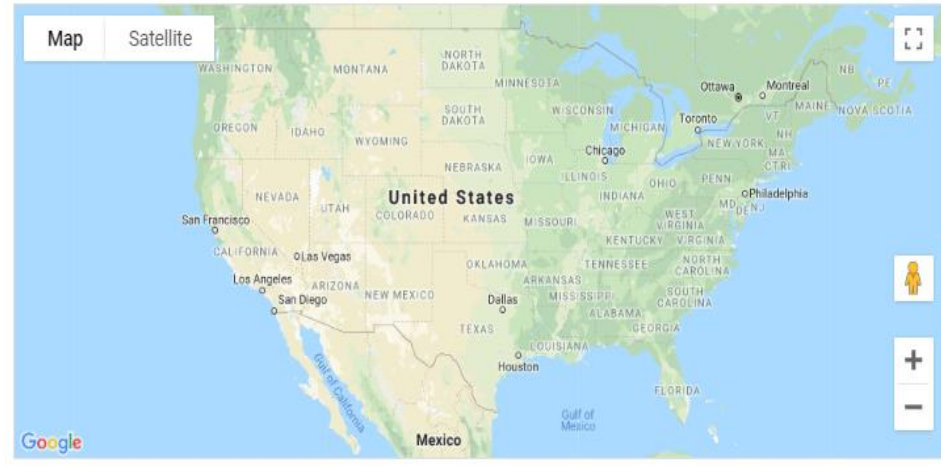 Map
Satellite
WASHINGTON
MONTANA
NORTH
DAKOTA
MINNESOTA
Ottawa
Montreal
NB
PE
MAINE
NOVA SCOTIA
OREGON
IDAHO
WYOMING
SOUTH
DAKOTA
WISCONSIN
MICHIGAN
Toronto
VT
NH
NEW YORK
MA
CT
RI
Chicago
NEBRASKA
IOWA
ILLINOIS
INDIANA
OHIO
PENN
Philadelphia
MD
DE
NJ
NEVADA
UTAH
United States
COLORADO
KANSAS
MISSOURI
WEST
VIRGINIA
KENTUCKY
VIRGINIA
San Francisco
CALIFORNIA
Las Vegas
OKLAHOMA
TENNESSEE
NORTH
CAROLINA
Los Angeles
ARIZONA
NEW MEXICO
ARKANSAS
MISSISSIPPI
SOUTH
CAROLINA
San Diego
Dallas
ALABAMA
GEORGIA
TEXAS
LOUISIANA
Houston
Gulf of California
FLORIDA
Gulf of
Mexico
Mexico
Google